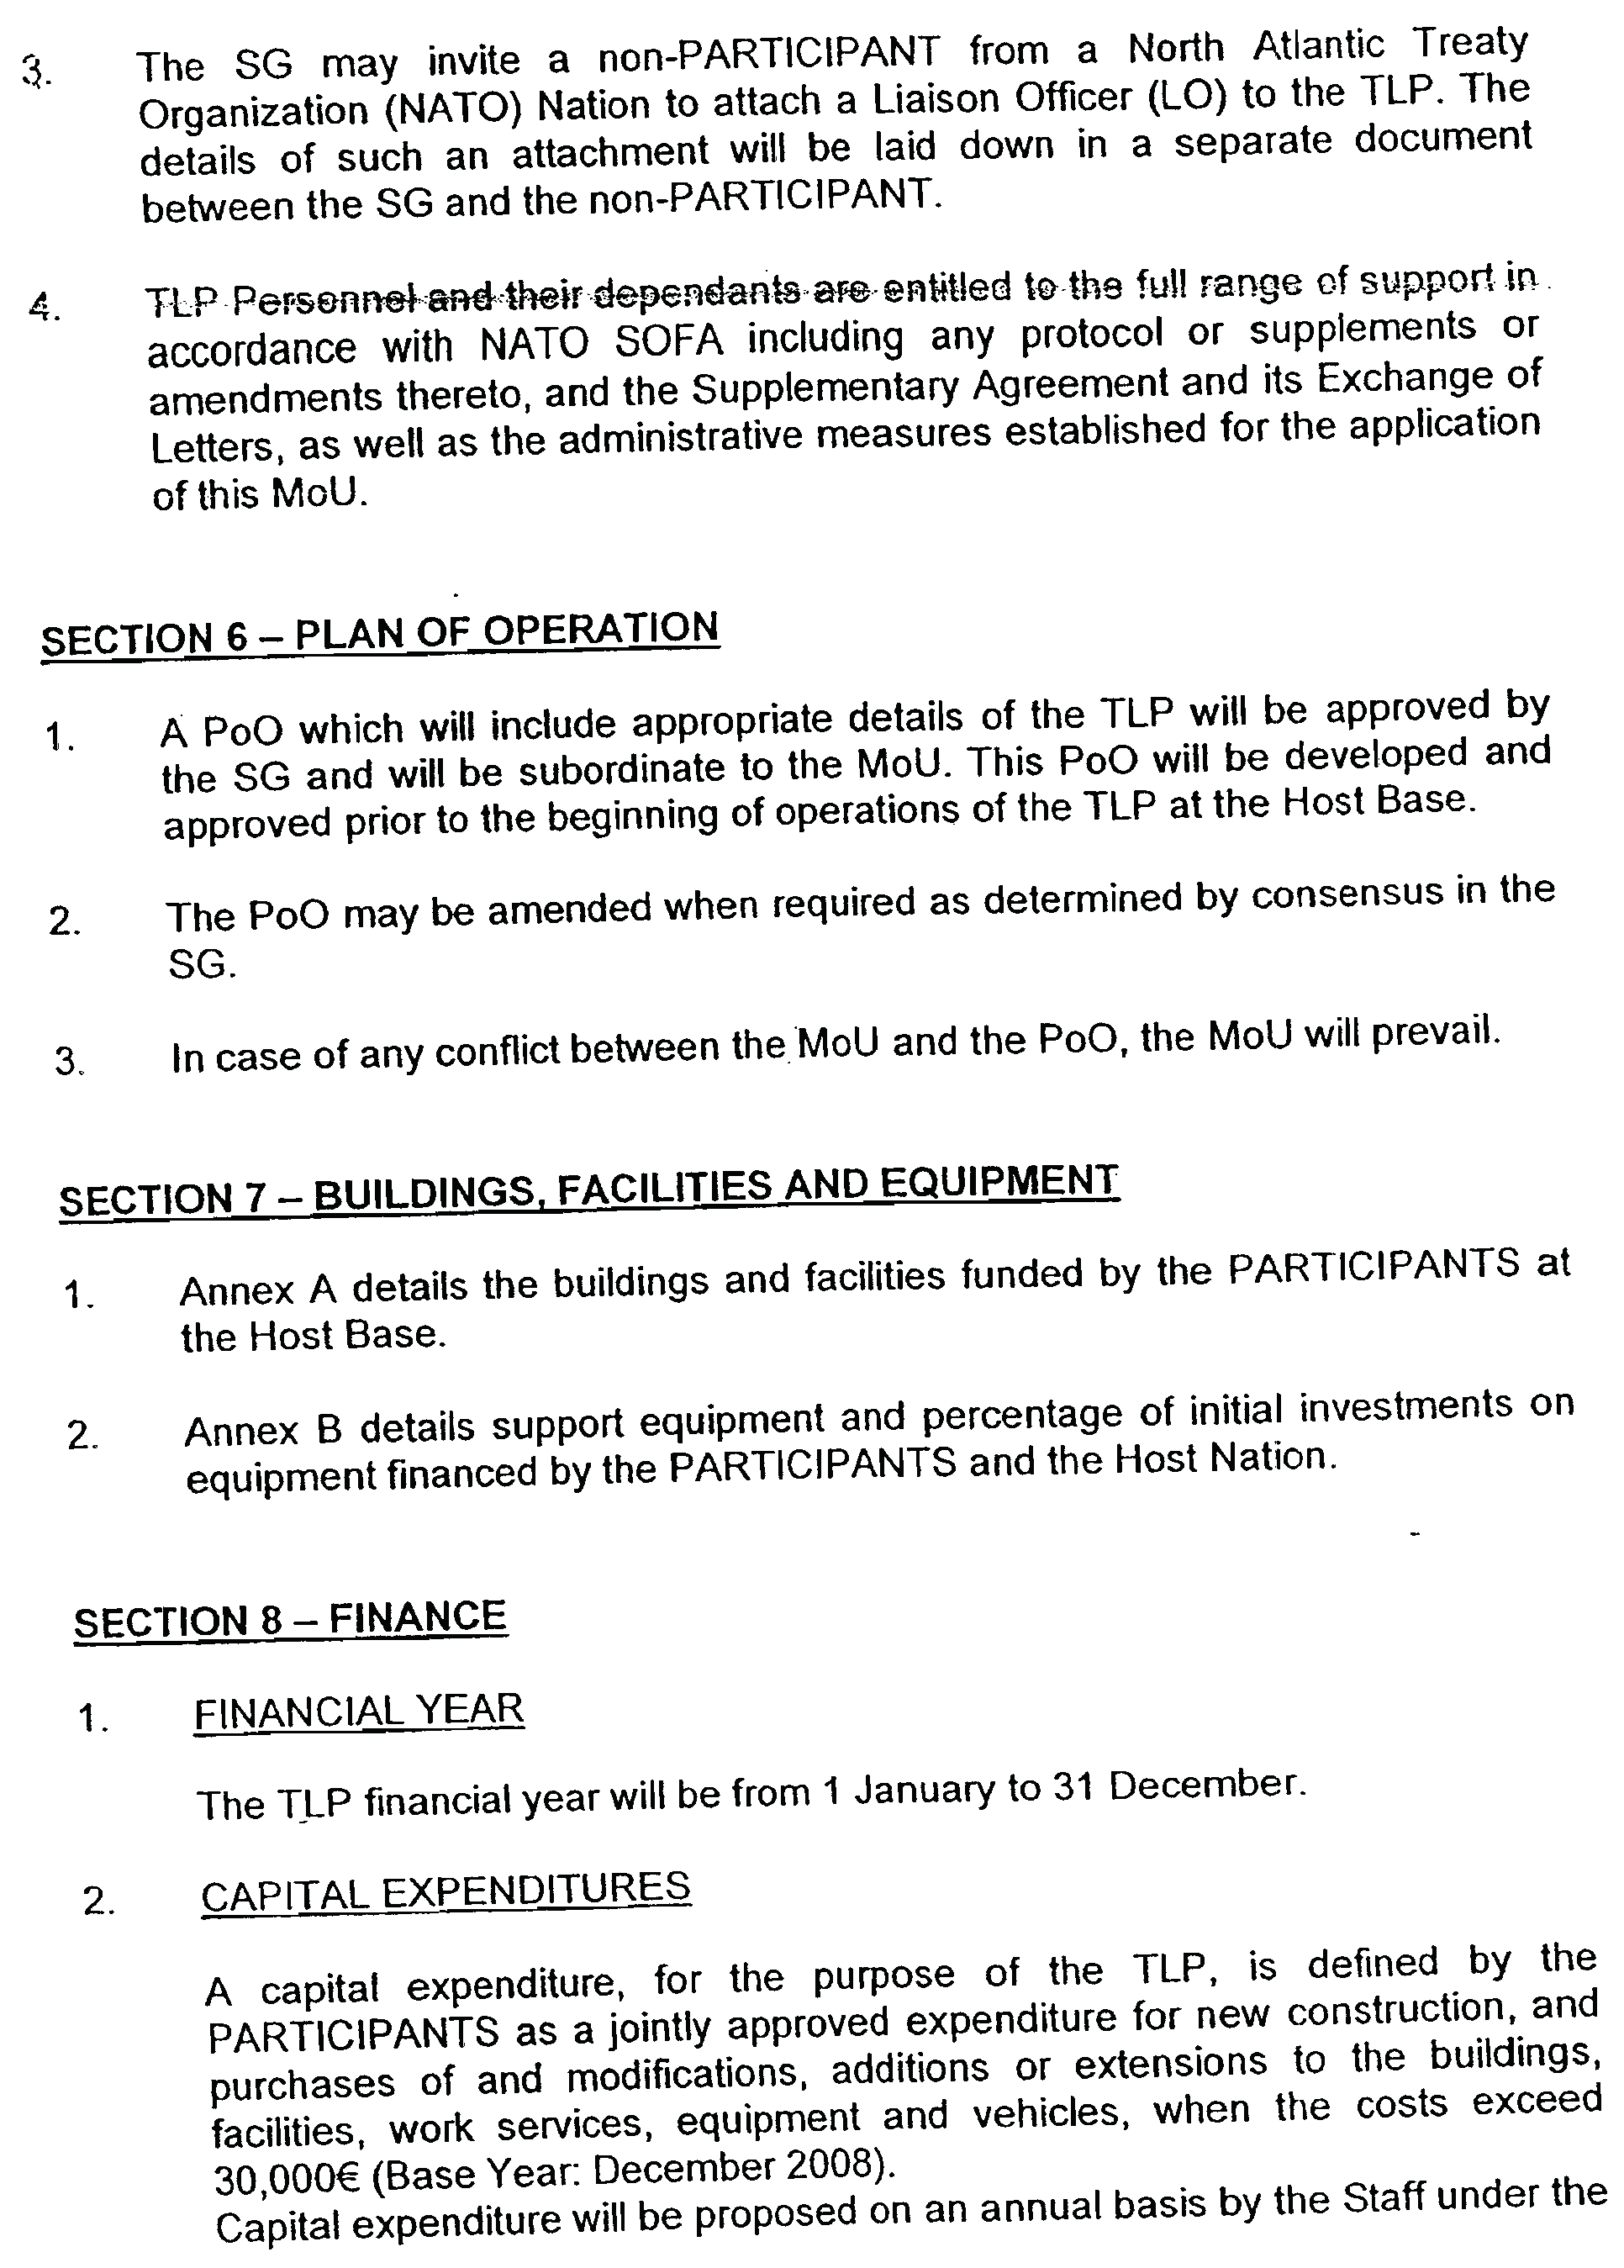 3. The SG may invite a non-PARTICIPANT from a North Atlantic Treaty
Organization (NATO) Nation to attach a Liaison Officer (LO) to the TLP. The
details of such an attachment will be laid down in a separate document
between the SG and the non-PARTICIPANT.
4. TLP Personnel and their dependants are entitled to the full range of support in
accordance with NATO SOFA including any protocol or supplements or
amendments thereto, and the Supplementary Agreement and its Exchange of
Letters, as well as the administrative measures established for the application
of this MoU.
SECTION 6 – PLAN OF OPERATION
1. A PoO which will include appropriate details of the TLP will be approved by
the SG and will be subordinate to the MoU. This PoO will be developed and
approved prior to the beginning of operations of the TLP at the Host Base.
2. The PoO may be amended when required as determined by consensus in the
SG.
3. In case of any conflict between the MoU and the PoO, the MoU will prevail.
SECTION 7 – BUILDINGS, FACILITIES AND EQUIPMENT
1. Annex A details the buildings and facilities funded by the PARTICIPANTS at
the Host Base.
2. Annex B details support equipment and percentage of initial investments on
equipment financed by the PARTICIPANTS and the Host Nation.
SECTION 8 – FINANCE
1. FINANCIAL YEAR
The TLP financial year will be from 1 January to 31 December.
2. CAPITAL EXPENDITURES
A capital expenditure, for the purpose of the TLP, is defined by the
PARTICIPANTS as a jointly approved expenditure for new construction, and
purchases of and modifications, additions or extensions to the buildings,
facilities, work services, equipment and vehicles, when the costs exceed
30,000€ (Base Year: December 2008).
Capital expenditure will be proposed on an annual basis by the Staff under the